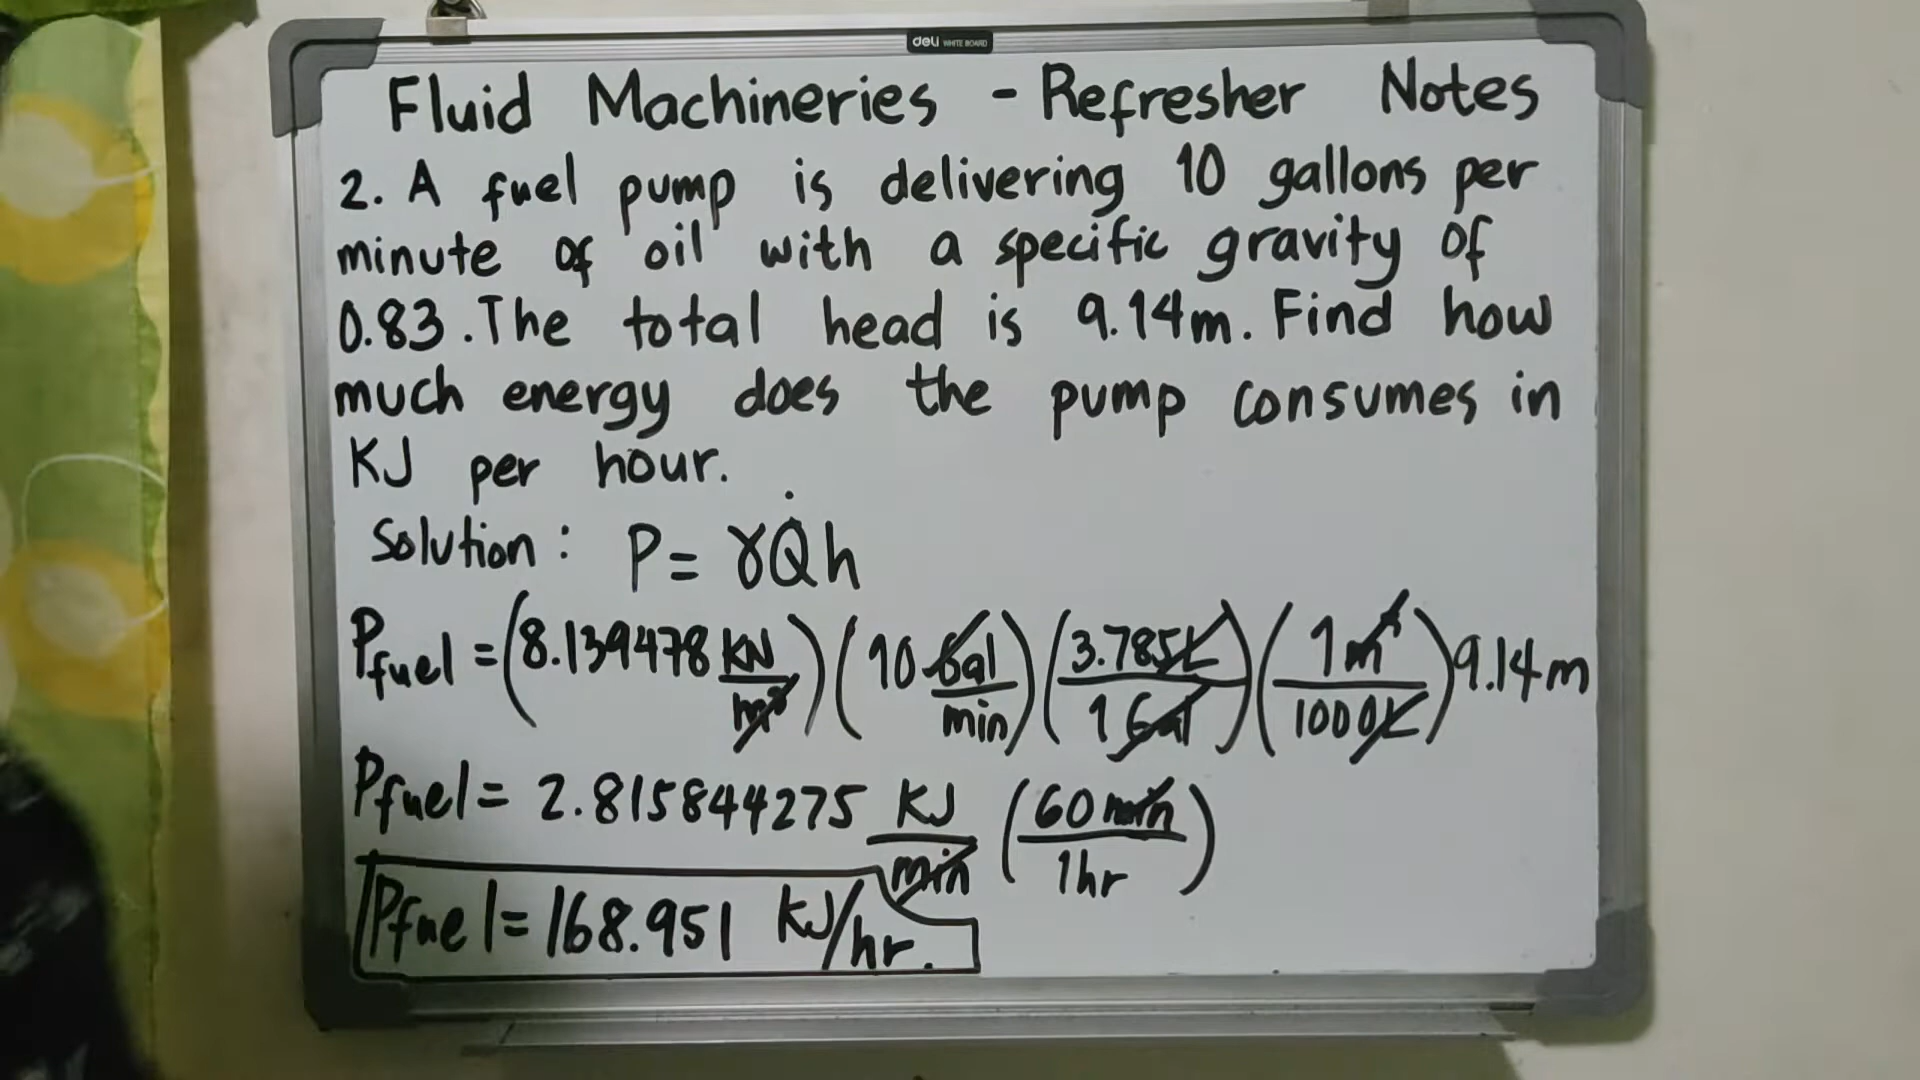 deli WHITE BOARD
Fluid Machineries - Refresher Notes
2. A fuel pump is delivering 10 gallons per
minute of oil with a specific gravity of
0.83. The total head is 9.14m. Find how
much energy does the pump consumes in
KJ per hour.
Solution: P = γQ̇h
Pfuel = (8.139478 KN/m³)(10 Gal/min)(3.785L/1 Gal)(1m³/1000L)9.14m
Pfuel = 2.815844275 KJ/min (60 min/1hr)
Pfuel = 168.951 KJ/hr.